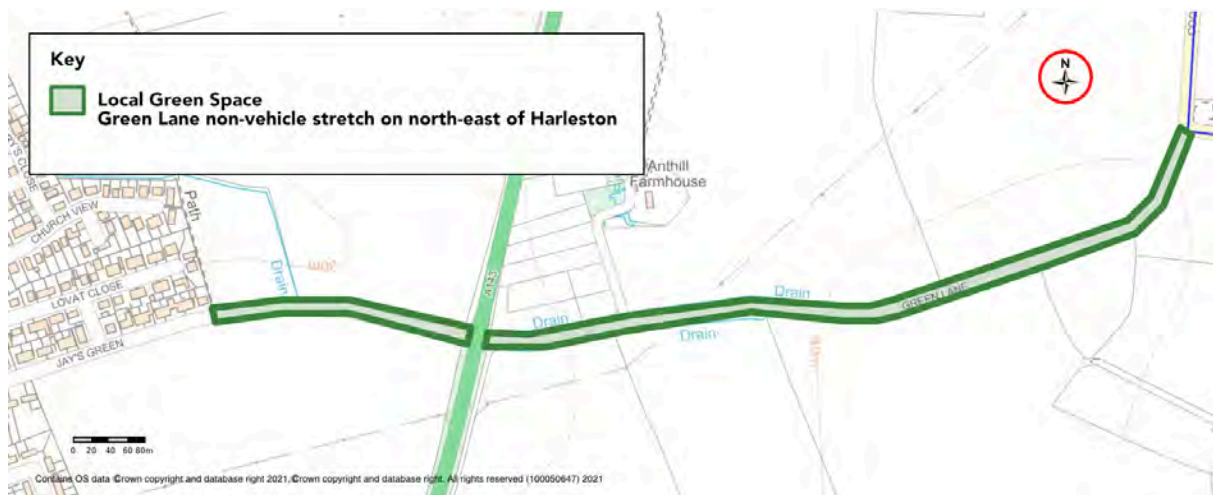 Key
Local Green Space
Green Lane non-vehicle stretch on north-east of Harleston
N
Anthill
Farmhouse
Path
CHURCH VIEW
LOVAT CLOSE
JAY'S GREEN
Drain
A143
Drain
Drain
Drain
GREEN LANE
0 20 40 60 80m
Contains OS data ©rown copyright and database right 2021, ©rown copyright and database right. All rights reserved (100050647) 2021